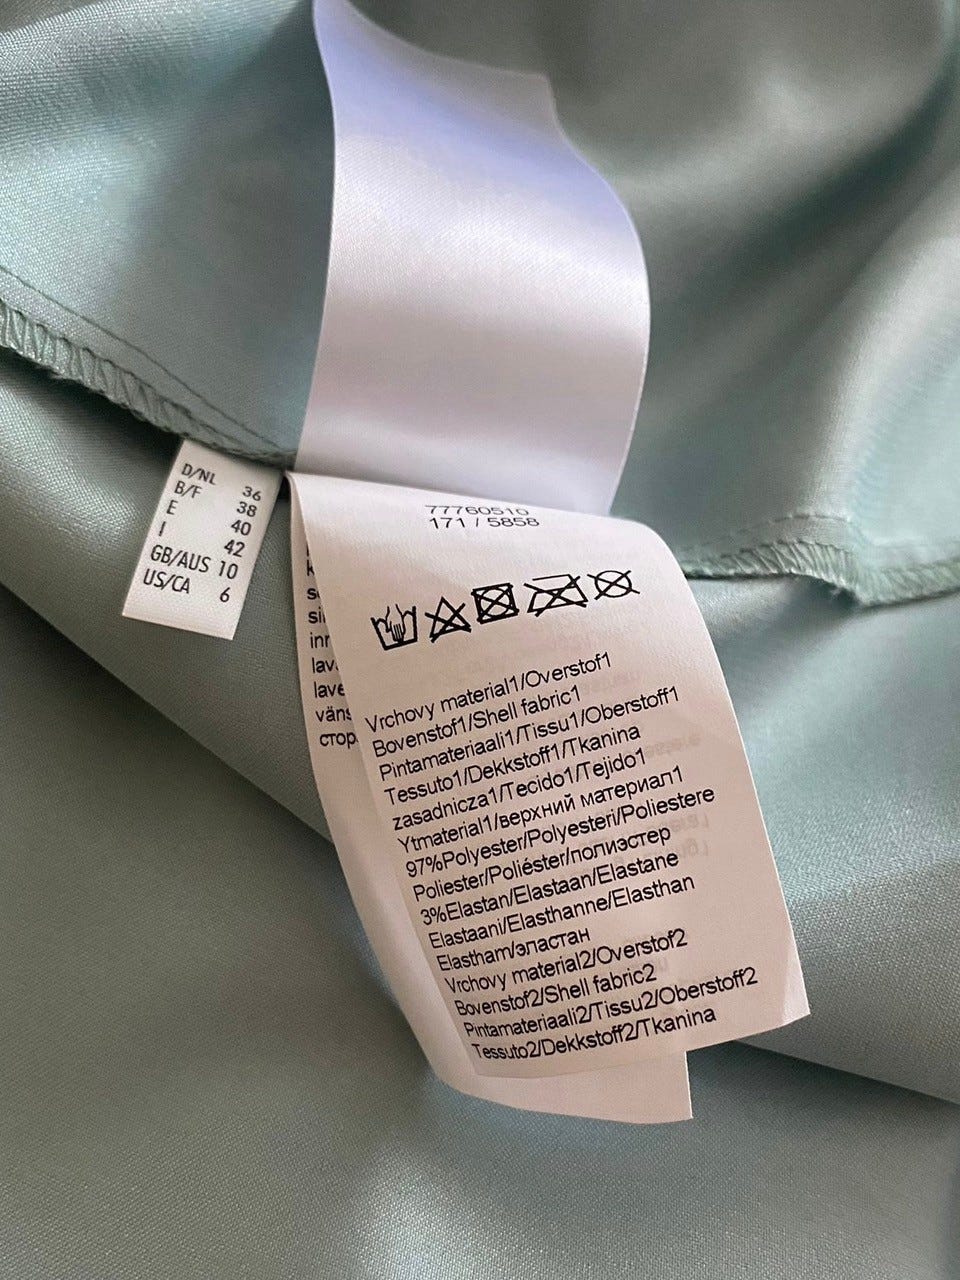 D/NL 36
B/F 38
E 40
I 42
GB/AUS 10
US/CA 6
77760510
171 / 5858
Vrchovy material1/Overstof1
Bovenstof1/Shell fabric1
Pintamateriaali1/Tissu1/Oberstoff1
Tessuto1/Dekkstoff1/Tkanina
zasadnicza1/Tecido1/Tejido1
Ytmaterial1/верхний материал1
97%Polyester/Polyesteri/Poliestere
Poliester/Poliéster/полиэстер
3%Elastan/Elastaan/Elastane
Elastaani/Elasthanne/Elasthan
Elastham/эластан
Vrchovy material2/Overstof2
Bovenstof2/Shell fabric2
Pintamateriaali2/Tissu2/Oberstoff2
Tessuto2/Dekkstoff2/Tkanina